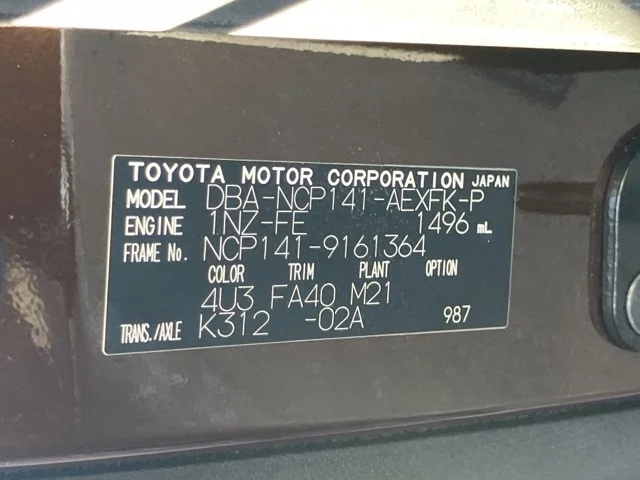 TOYOTA MOTOR CORPORATION JAPAN
MODEL DBA-NCP141-AEXFK-P
ENGINE 1NZ-FE 1496 mL
FRAME No. NCP141-9161364
COLOR TRIM PLANT OPTION
4U3 FA40 M21
TRANS./AXLE K312 -02A 987